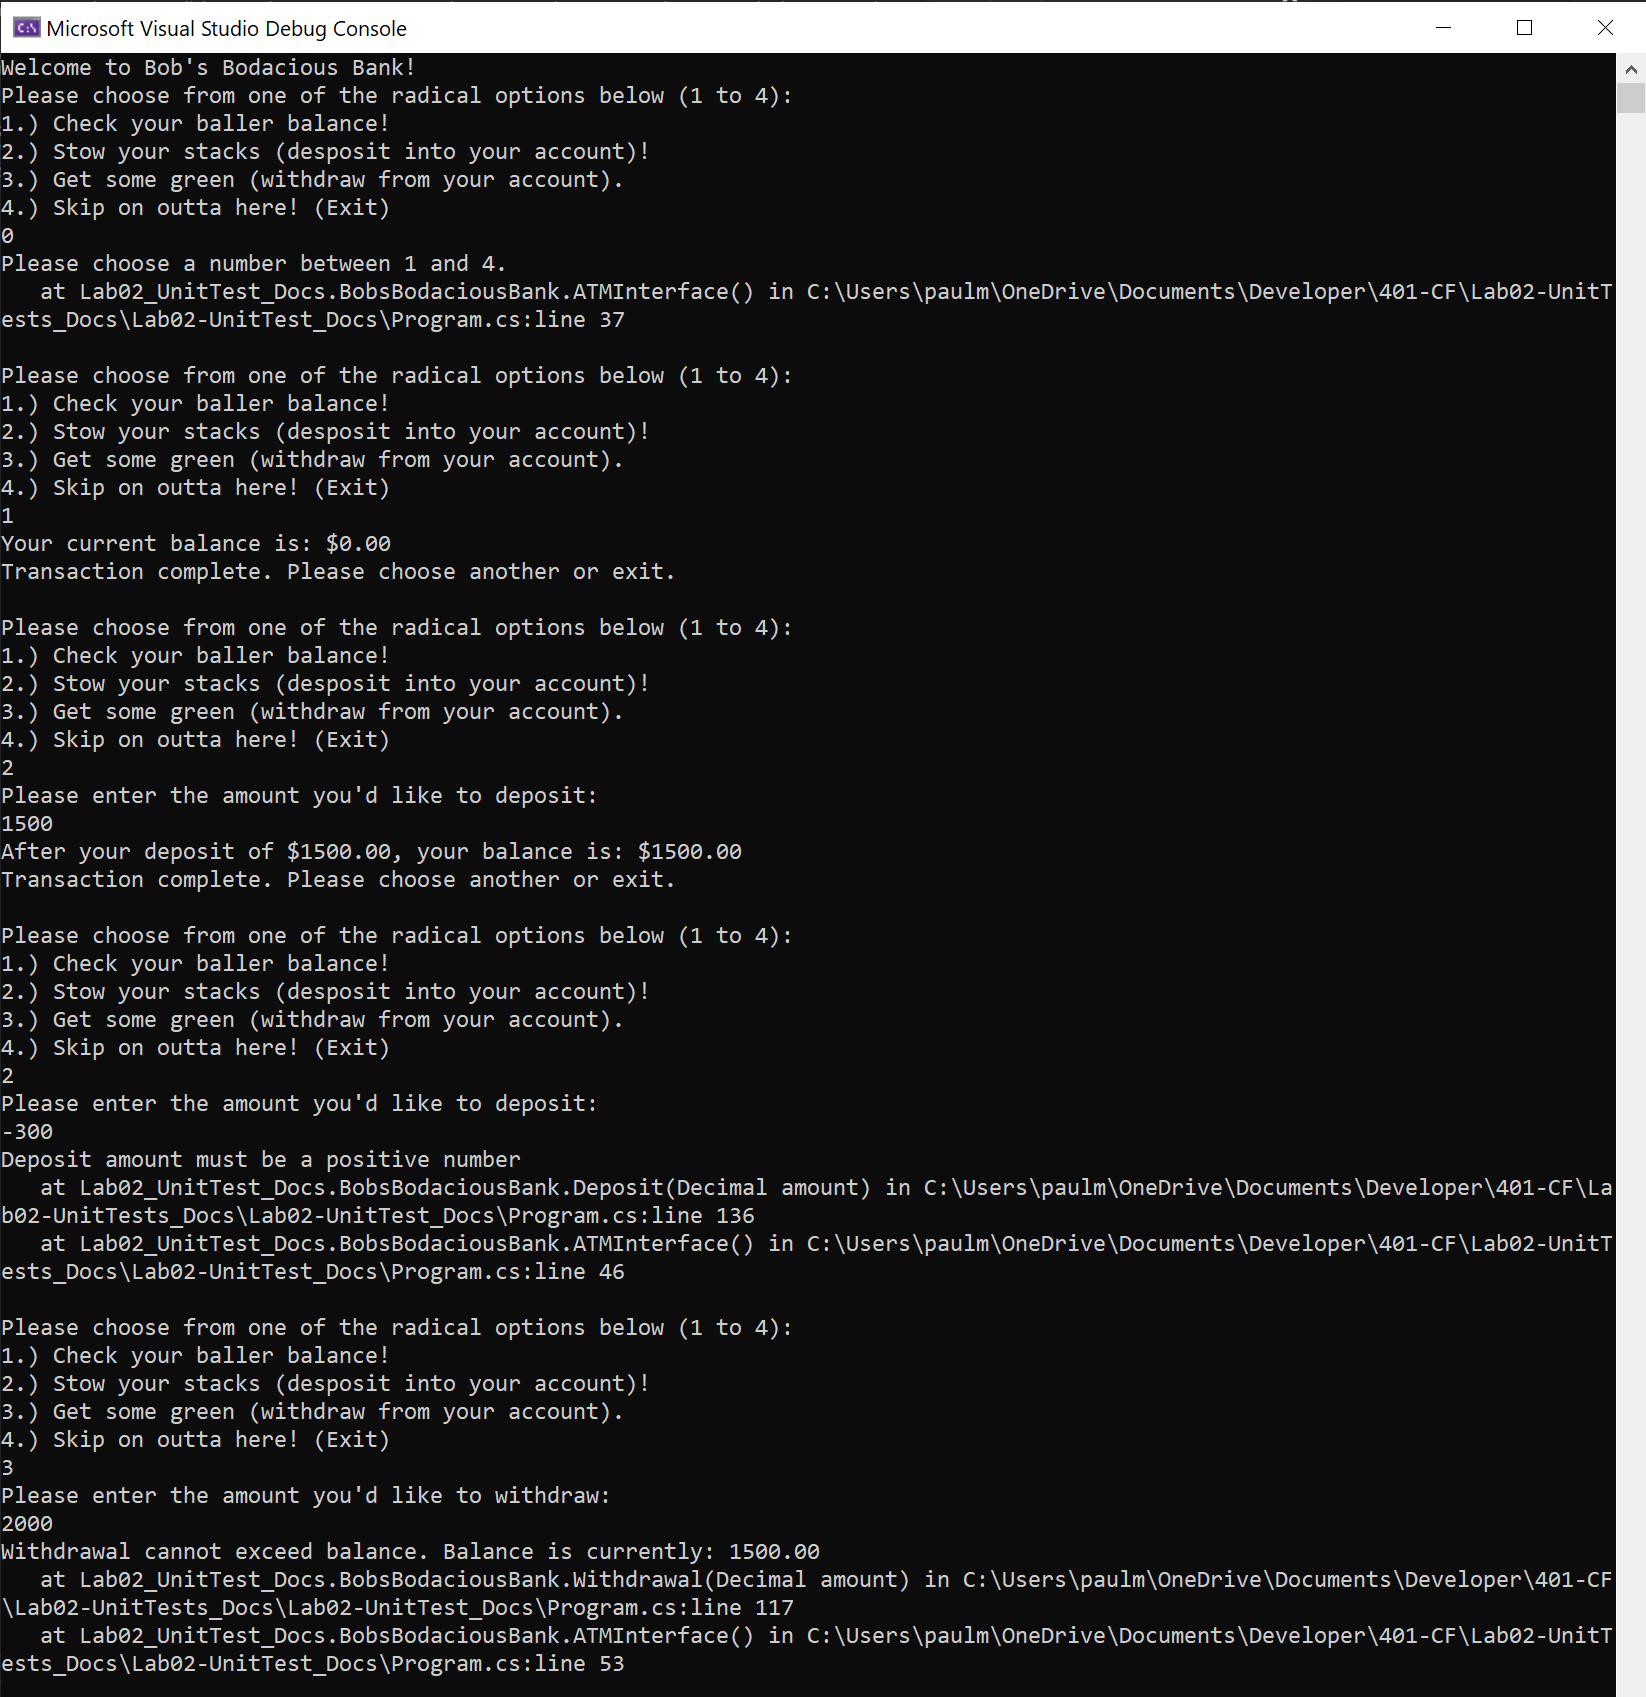 Microsoft Visual Studio Debug Console
Welcome to Bob's Bodacious Bank!
Please choose from one of the radical options below (1 to 4):
1.) Check your baller balance!
2.) Stow your stacks (desposit into your account)!
3.) Get some green (withdraw from your account).
4.) Skip on outta here! (Exit)
0
Please choose a number between 1 and 4.
   at Lab02_UnitTest_Docs.BobsBodaciousBank.ATMInterface() in C:\Users\paulm\OneDrive\Documents\Developer\401-CF\Lab02-UnitT
ests_Docs\Lab02-UnitTest_Docs\Program.cs:line 37

Please choose from one of the radical options below (1 to 4):
1.) Check your baller balance!
2.) Stow your stacks (desposit into your account)!
3.) Get some green (withdraw from your account).
4.) Skip on outta here! (Exit)
1
Your current balance is: $0.00
Transaction complete. Please choose another or exit.

Please choose from one of the radical options below (1 to 4):
1.) Check your baller balance!
2.) Stow your stacks (desposit into your account)!
3.) Get some green (withdraw from your account).
4.) Skip on outta here! (Exit)
2
Please enter the amount you'd like to deposit:
1500
After your deposit of $1500.00, your balance is: $1500.00
Transaction complete. Please choose another or exit.

Please choose from one of the radical options below (1 to 4):
1.) Check your baller balance!
2.) Stow your stacks (desposit into your account)!
3.) Get some green (withdraw from your account).
4.) Skip on outta here! (Exit)
2
Please enter the amount you'd like to deposit:
-300
Deposit amount must be a positive number
   at Lab02_UnitTest_Docs.BobsBodaciousBank.Deposit(Decimal amount) in C:\Users\paulm\OneDrive\Documents\Developer\401-CF\La
b02-UnitTests_Docs\Lab02-UnitTest_Docs\Program.cs:line 136
   at Lab02_UnitTest_Docs.BobsBodaciousBank.ATMInterface() in C:\Users\paulm\OneDrive\Documents\Developer\401-CF\Lab02-UnitT
ests_Docs\Lab02-UnitTest_Docs\Program.cs:line 46

Please choose from one of the radical options below (1 to 4):
1.) Check your baller balance!
2.) Stow your stacks (desposit into your account)!
3.) Get some green (withdraw from your account).
4.) Skip on outta here! (Exit)
3
Please enter the amount you'd like to withdraw:
2000
Withdrawal cannot exceed balance. Balance is currently: 1500.00
   at Lab02_UnitTest_Docs.BobsBodaciousBank.Withdrawal(Decimal amount) in C:\Users\paulm\OneDrive\Documents\Developer\401-CF
\Lab02-UnitTests_Docs\Lab02-UnitTest_Docs\Program.cs:line 117
   at Lab02_UnitTest_Docs.BobsBodaciousBank.ATMInterface() in C:\Users\paulm\OneDrive\Documents\Developer\401-CF\Lab02-UnitT
ests_Docs\Lab02-UnitTest_Docs\Program.cs:line 53